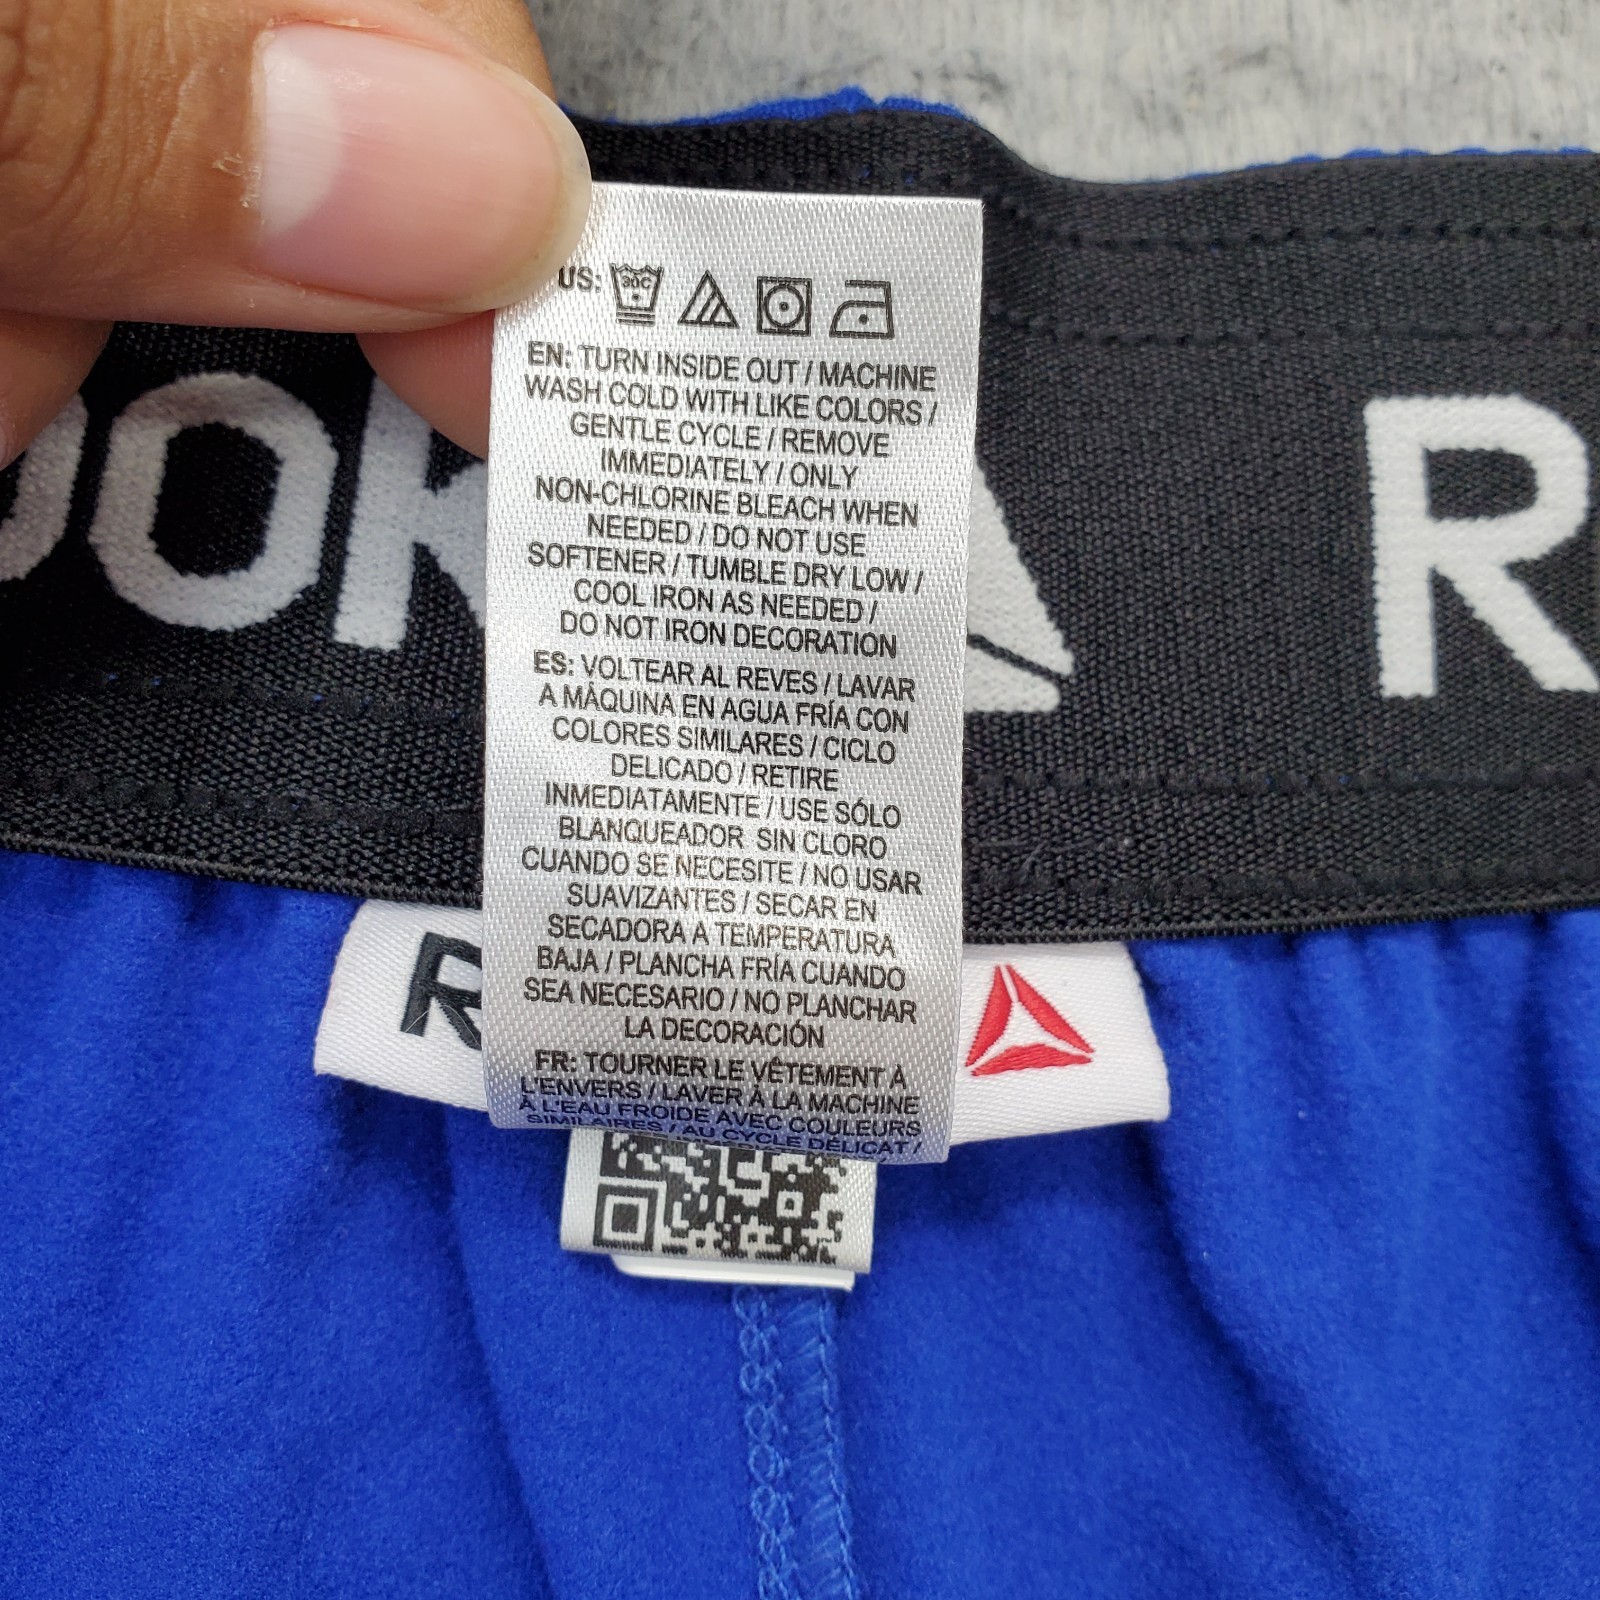 US: 30C
EN: TURN INSIDE OUT / MACHINE
WASH COLD WITH LIKE COLORS /
GENTLE CYCLE / REMOVE
IMMEDIATELY / ONLY
NON-CHLORINE BLEACH WHEN
NEEDED / DO NOT USE
SOFTENER / TUMBLE DRY LOW /
COOL IRON AS NEEDED /
DO NOT IRON DECORATION
ES: VOLTEAR AL REVES / LAVAR
A MÁQUINA EN AGUA FRÍA CON
COLORES SIMILARES / CICLO
DELICADO / RETIRE
INMEDIATAMENTE / USE SÓLO
BLANQUEADOR SIN CLORO
CUANDO SE NECESITE / NO USAR
SUAVIZANTES / SECAR EN
SECADORA A TEMPERATURA
BAJA / PLANCHA FRÍA CUANDO
SEA NECESARIO / NO PLANCHAR
LA DECORACIÓN
FR: TOURNER LE VÊTEMENT À
L'ENVERS / LAVER À LA MACHINE
À L'EAU FROIDE AVEC COULEURS
SIMILAIRES / AU CYCLE DÉLICAT /
OK
R
R